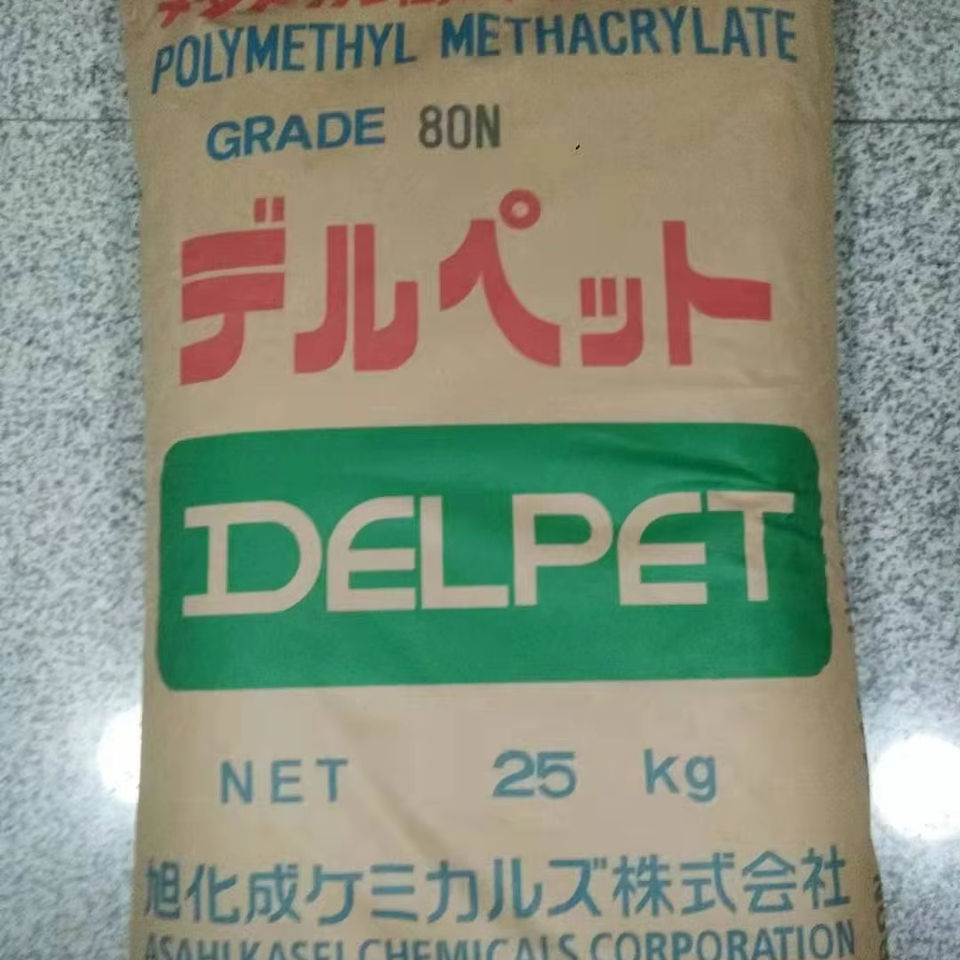 POLYMETHYL METHACRYLATE
GRADE 80N
デルペット
DELPET
NET 25 kg
旭化成ケミカルズ株式会社
ASAHI KASEI CHEMICALS CORPORATION